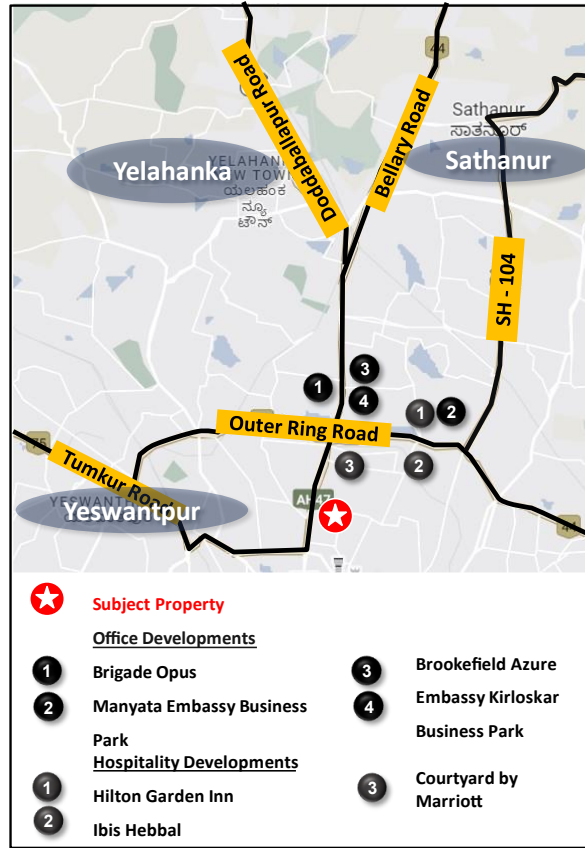 44
Doddaballapur Road
Bellary Road
Sathanur
ಸಾತನೂರ್
Yelahanka
YELAHANKA
NEW TOWN
ಯಲಹಂಕ
ನ್ಯೂ
ಟೌನ್
Sathanur
SH - 104
3
1
4
1
2
Outer Ring Road
75
Tumkur Road
3
2
Yeswantpur
AH47
44
Subject Property
Office Developments
1
Brigade Opus
2
Manyata Embassy Business
Park
3
Brookefield Azure
4
Embassy Kirloskar
Business Park
Hospitality Developments
1
Hilton Garden Inn
2
Ibis Hebbal
3
Courtyard by
Marriott